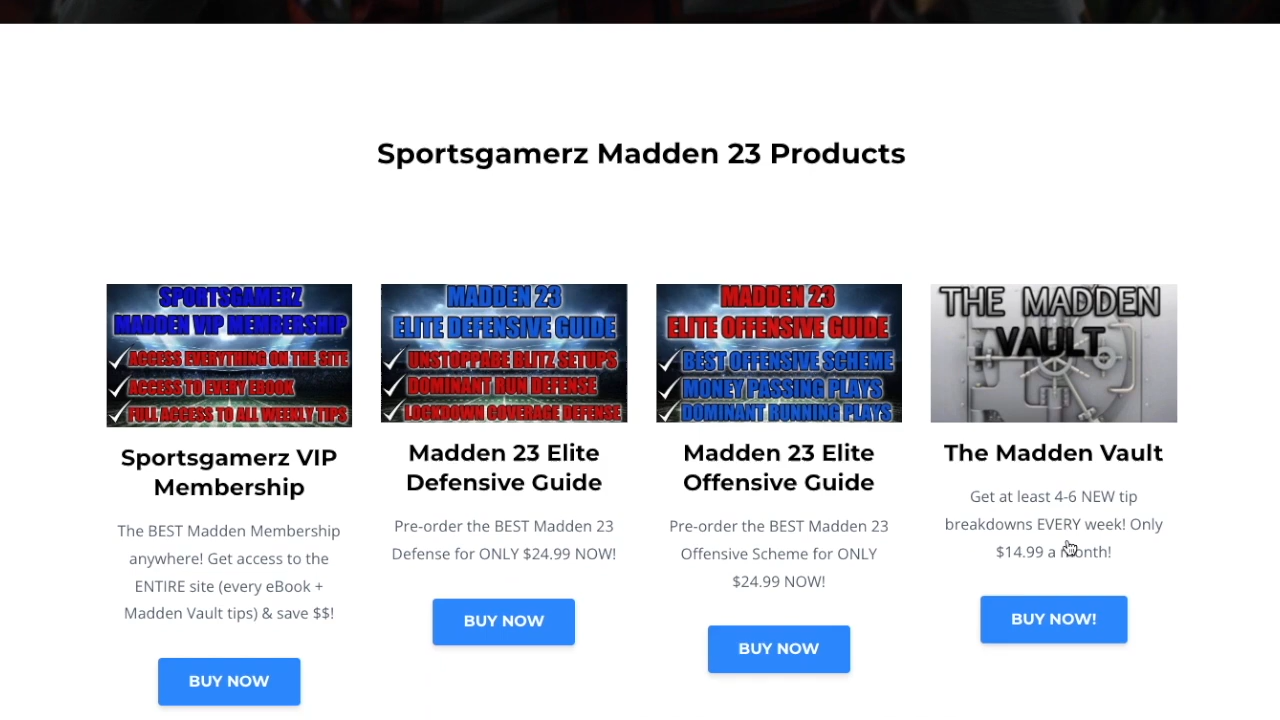 Sportsgamerz Madden 23 Products
SPORTSGAMERZ
MADDEN VIP MEMBERSHIP
ACCESS EVERYTHING ON THE SITE
ACCESS TO EVERY EBOOK
FULL ACCESS TO ALL WEEKLY TIPS
Sportsgamerz VIP
Membership
The BEST Madden Membership
anywhere! Get access to the
ENTIRE site (every eBook +
Madden Vault tips) & save $$!
BUY NOW
MADDEN 23
ELITE DEFENSIVE GUIDE
UNSTOPPABE BLITZ SETUPS
DOMINANT RUN DEFENSE
LOCKDOWN COVERAGE DEFENSE
Madden 23 Elite
Defensive Guide
Pre-order the BEST Madden 23
Defense for ONLY $24.99 NOW!
BUY NOW
MADDEN 23
ELITE OFFENSIVE GUIDE
BEST OFFENSIVE SCHEME
MONEY PASSING PLAYS
DOMINANT RUNNING PLAYS
Madden 23 Elite
Offensive Guide
Pre-order the BEST Madden 23
Offensive Scheme for ONLY
$24.99 NOW!
BUY NOW
THE MADDEN
VAULT
The Madden Vault
Get at least 4-6 NEW tip
breakdowns EVERY week! Only
$14.99 a month!
BUY NOW!